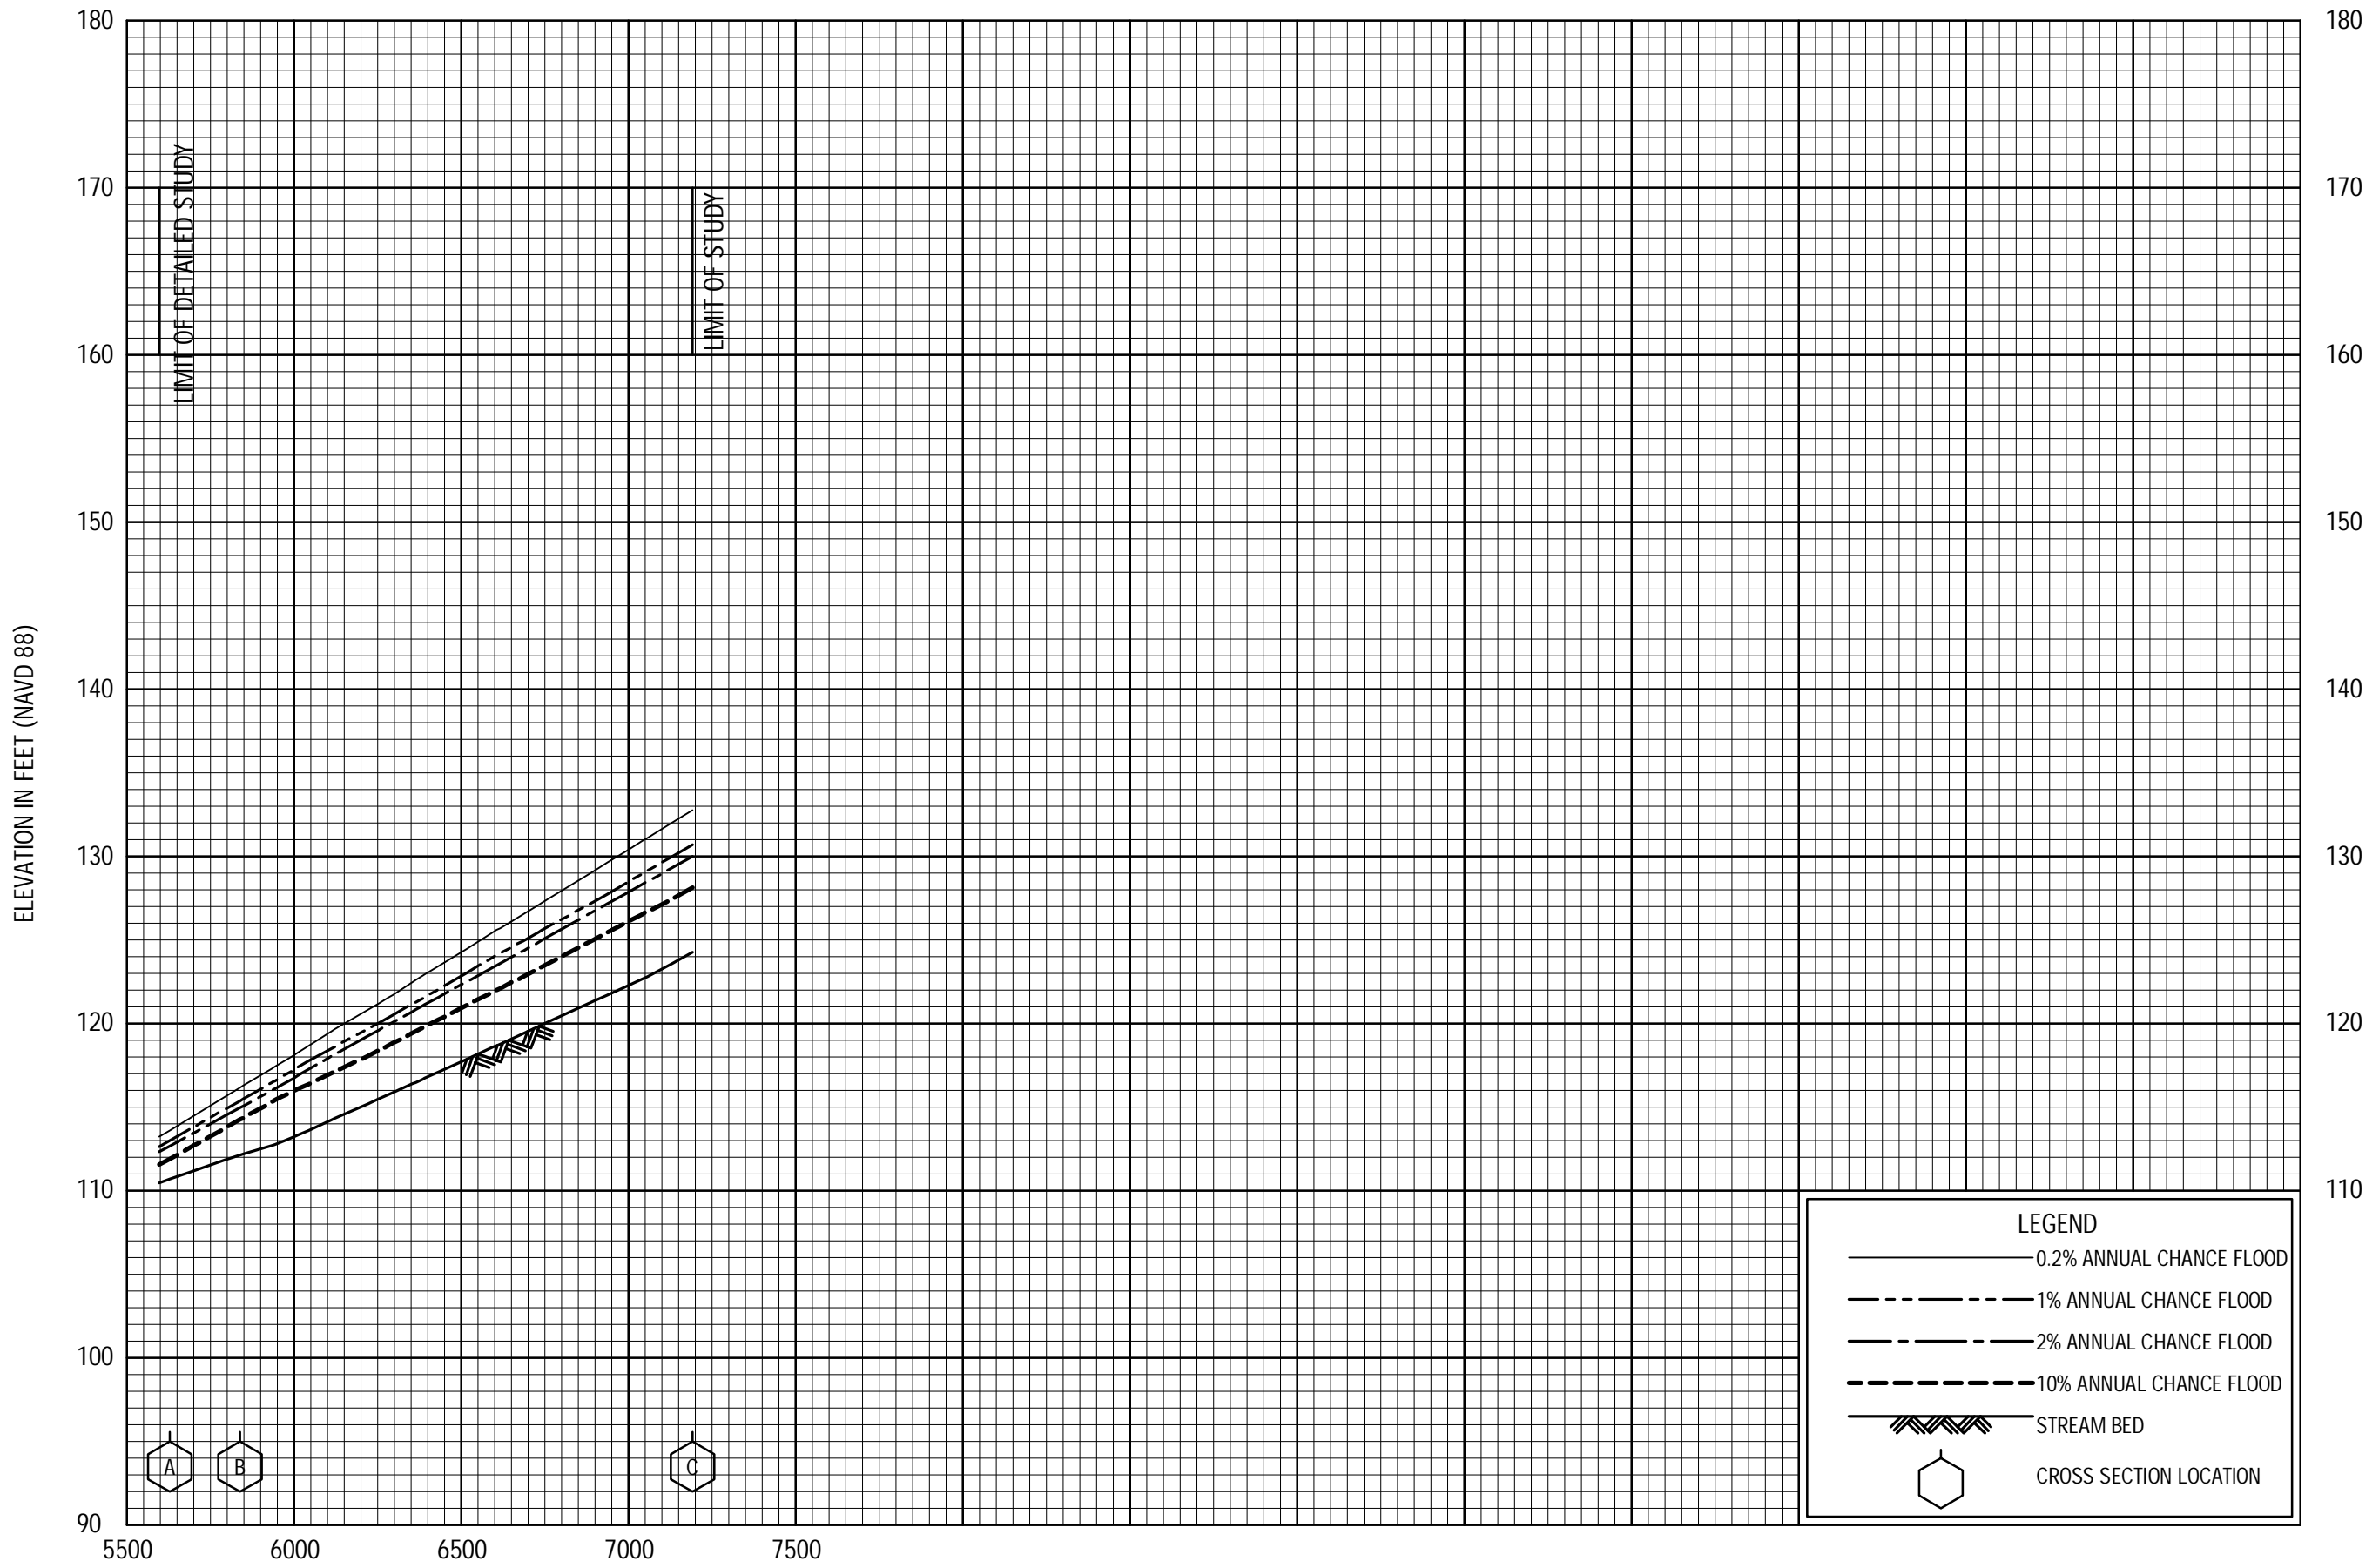 180
170
160
150
140
130
120
110
100
90
ELEVATION IN FEET (NAVD 88)
LIMIT OF DETAILED STUDY
LIMIT OF STUDY
180
170
160
150
140
130
120
110
A
B
C
5500 6000 6500 7000 7500
LEGEND
0.2% ANNUAL CHANCE FLOOD
1% ANNUAL CHANCE FLOOD
2% ANNUAL CHANCE FLOOD
10% ANNUAL CHANCE FLOOD
STREAM BED
CROSS SECTION LOCATION